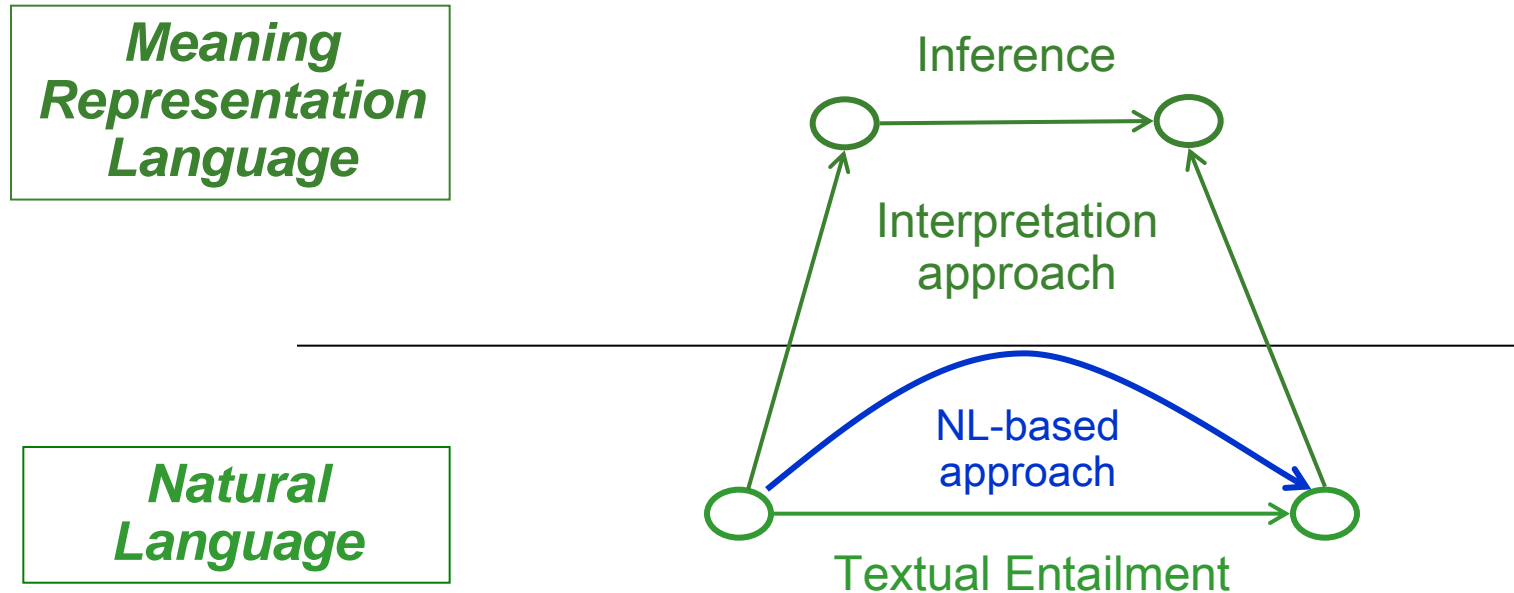 Meaning
Representation
Language
Inference
Interpretation
approach
NL-based
approach
Natural
Language
Textual Entailment